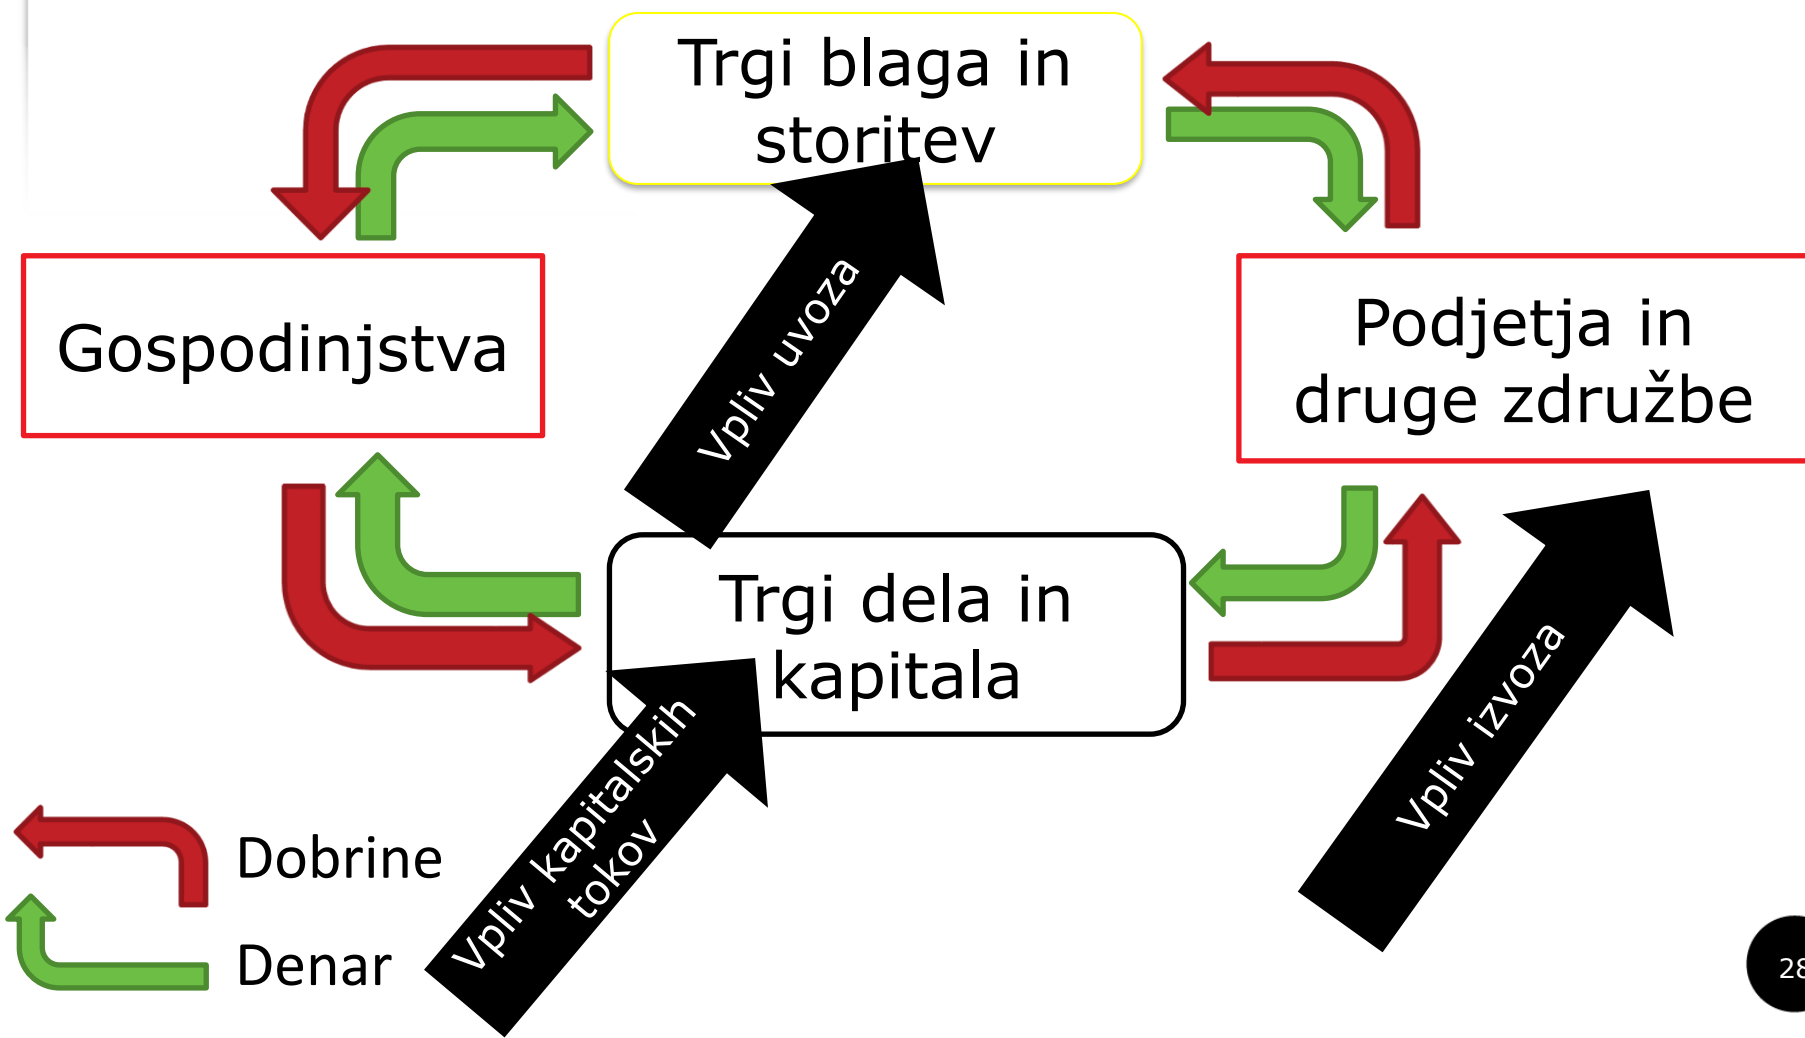 Trgi blaga in
storitev
Gospodinjstva
Vpliv uvoza
Podjetja in
druge združbe
Trgi dela in
kapitala
Vpliv kapitalskih
tokov
Vpliv izvoza
Dobrine
Denar
28